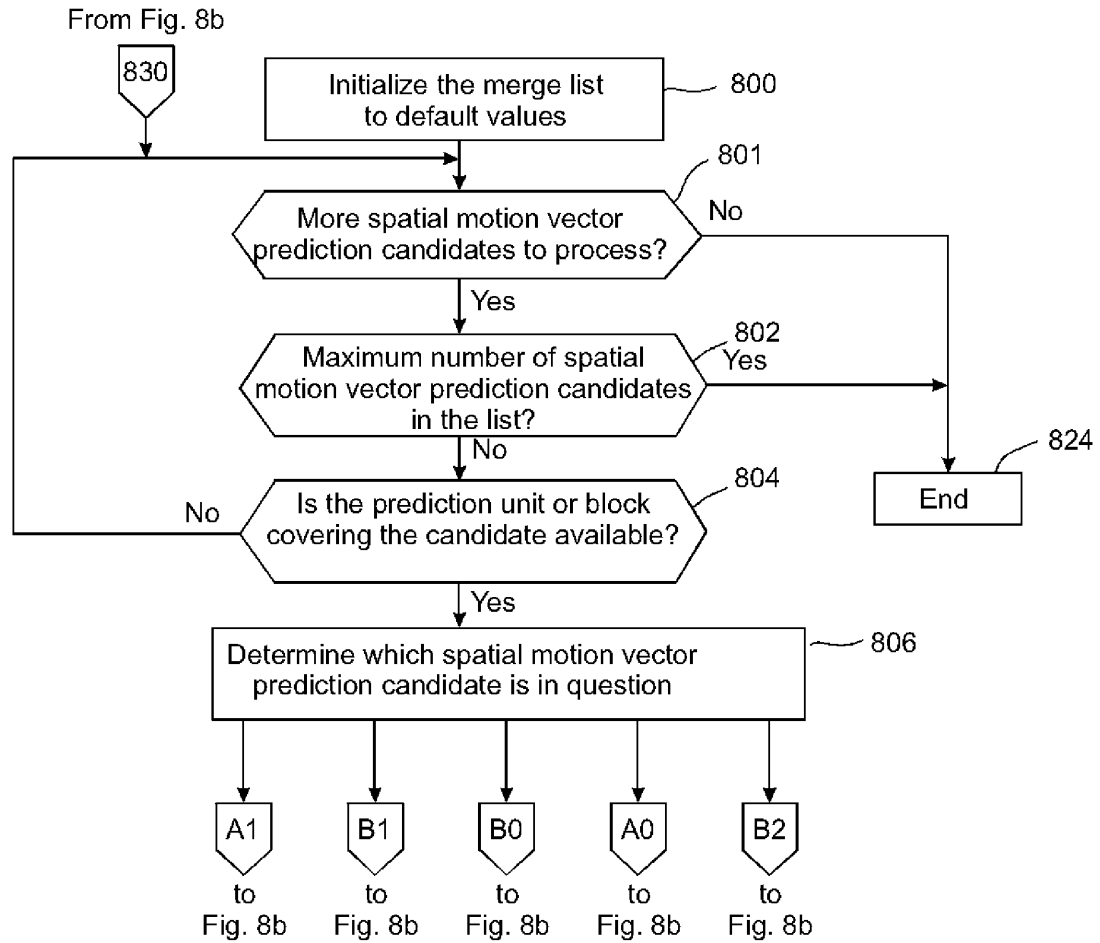 From Fig. 8b
830
Initialize the merge list
to default values
800
801
More spatial motion vector
prediction candidates to process?
No
Yes
802
Maximum number of spatial
motion vector prediction candidates
in the list?
Yes
No
804
824
End
Is the prediction unit or block
covering the candidate available?
No
Yes
806
Determine which spatial motion vector
prediction candidate is in question
A1 B1 B0 A0 B2
to to to to to
Fig. 8b Fig. 8b Fig. 8b Fig. 8b Fig. 8b